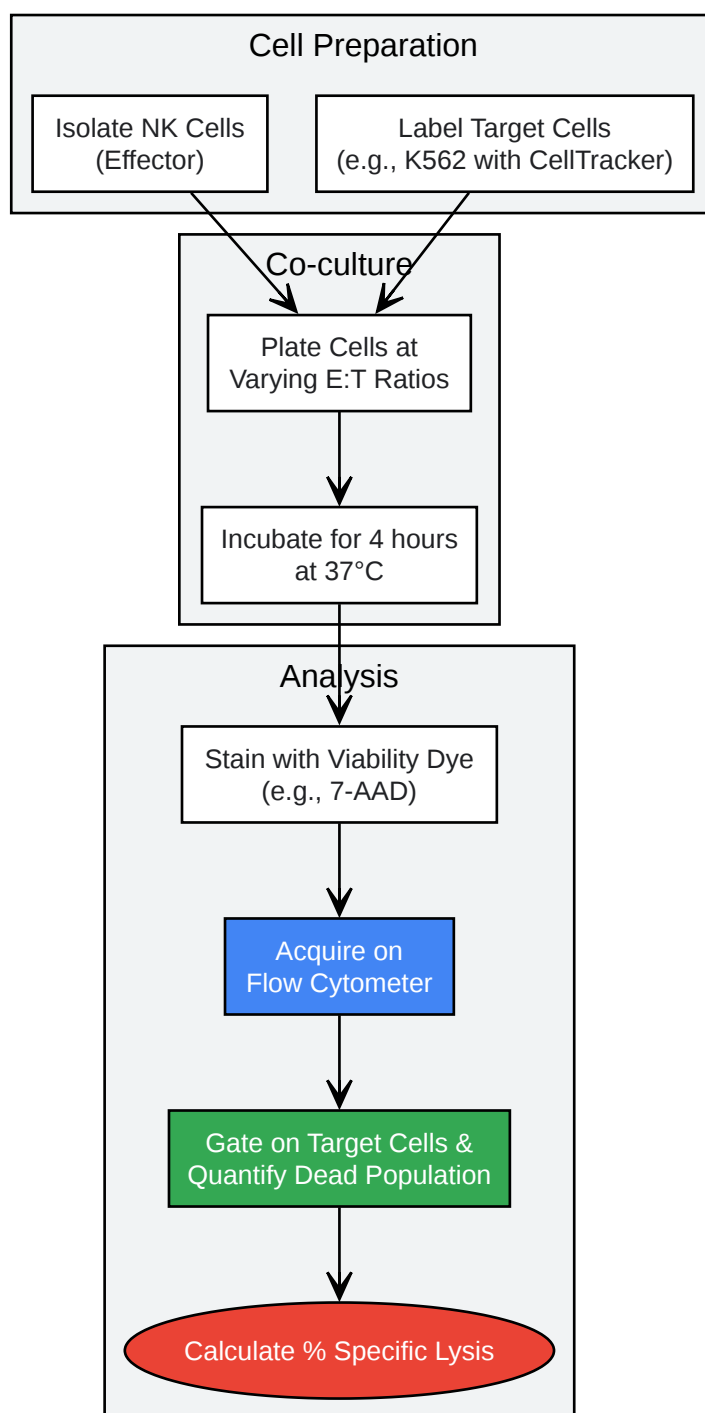 Cell Preparation
Isolate NK Cells
(Effector)
Label Target Cells
(e.g., K562 with CellTracker)
Co-culture
Plate Cells at
Varying E:T Ratios
Incubate for 4 hours
at 37°C
Analysis
Stain with Viability Dye
(e.g., 7-AAD)
Acquire on
Flow Cytometer
Gate on Target Cells &
Quantify Dead Population
Calculate % Specific Lysis